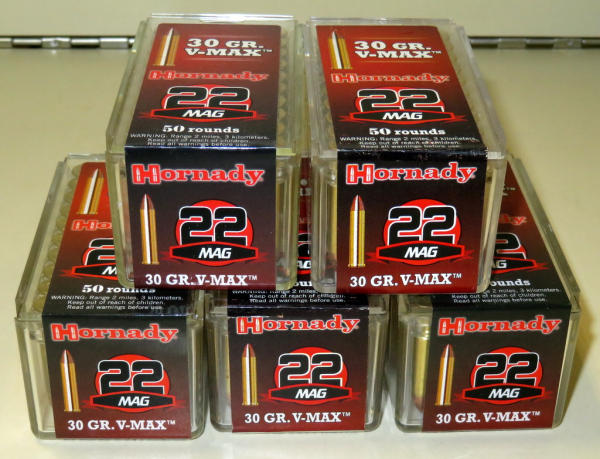 30 GR.
V-MAX™
Hornady
22
MAG
50 rounds
WARNING: Range 2 miles, 3 kilometers.
Keep out of reach of children.
Read all warnings before use.
Hornady
22
MAG
30 GR. V-MAX™
30 GR.
V-MAX™
Hornady
22
MAG
50 rounds
WARNING: Range 2 miles, 3 kilometers.
Keep out of reach of children.
Read all warnings before use.
Hornady
22
MAG
30 GR. V-MAX™
22
50 rounds
WARNING: Range 2 miles, 3 kilometers.
Keep out of reach of children.
Read all warnings before use.
Hornady
22
MAG
30 GR. V-MAX™
Keep out of reach of children.
Read all warnings before use.
Hornady
22
MAG
30 GR. V-MAX™
rounds
WARNING: Range 2 miles, 3 kilometers.
Keep out of reach of children.
Read all warnings before use.
Hornady
22
MAG
30 GR. V-MAX™